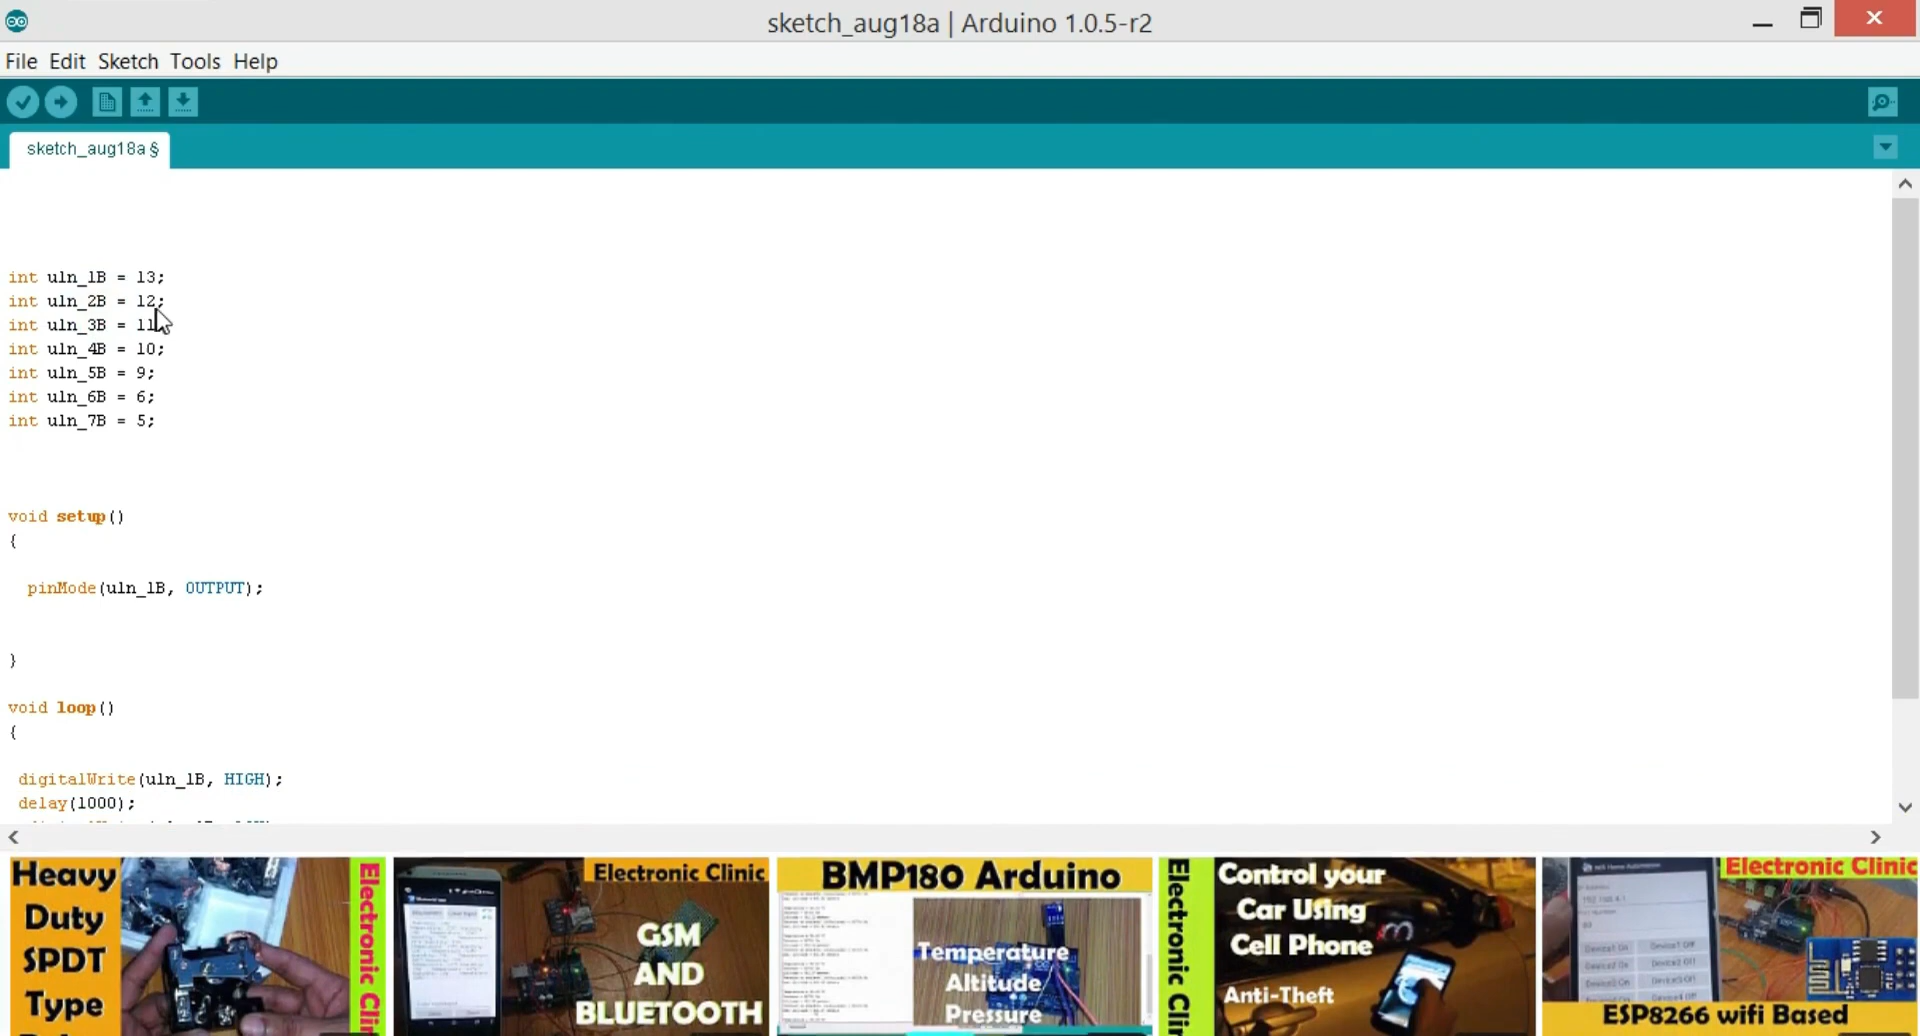 sketch_aug18a | Arduino 1.0.5-r2
File Edit Sketch Tools Help
sketch_aug18a §
int uln_1B = 13;
int uln_2B = 12;
int uln_3B = 11
int uln_4B = 10;
int uln_5B = 9;
int uln_6B = 6;
int uln_7B = 5;
void setup()
{
pinMode(uln_1B, OUTPUT);
}
void loop()
{
digitalWrite(uln_1B, HIGH);
delay(1000);
Heavy
Duty
SPDT
Type
Electronic Clin
Electronic Clinic
GSM
AND
BLUETOOTH
BMP180 Arduino
Temperature
Altitude
Pressure
Electronic Cli
Control your
Car Using
Cell Phone
Anti-Theft
Electronic Clinic
ESP8266 wifi Based